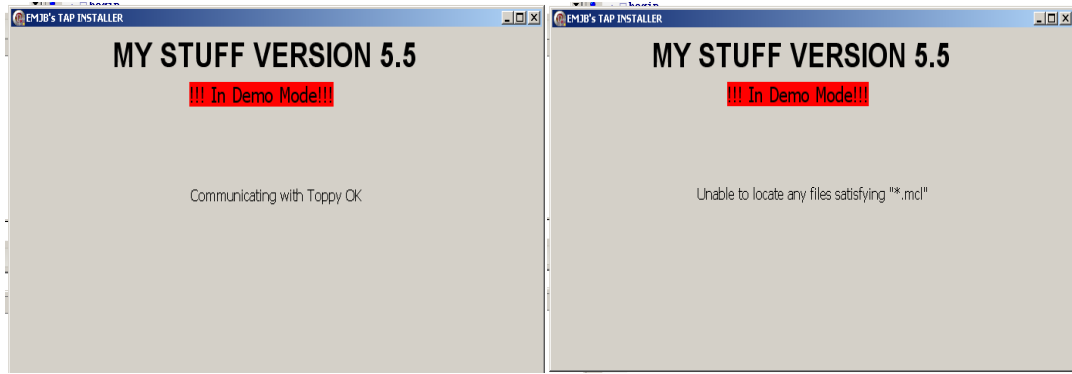 EMJB's TAP INSTALLER
MY STUFF VERSION 5.5
!!! In Demo Mode!!!
Communicating with Toppy OK
EMJB's TAP INSTALLER
MY STUFF VERSION 5.5
!!! In Demo Mode!!!
Unable to locate any files satisfying "*.mcl"